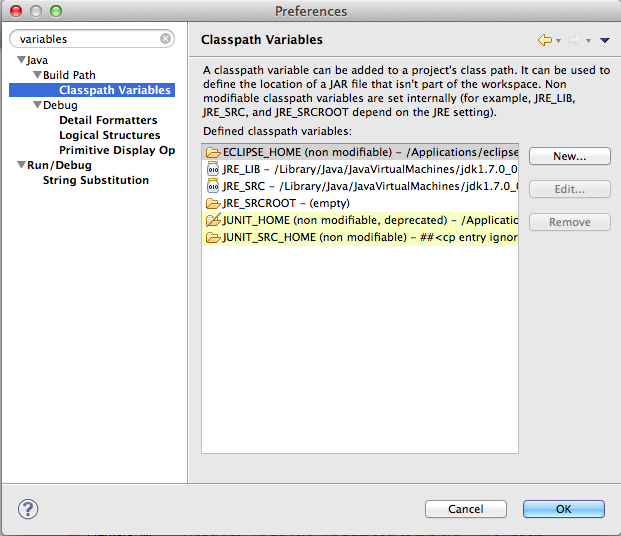 Preferences
variables
Java
Build Path
Classpath Variables
Debug
Detail Formatters
Logical Structures
Primitive Display Op
Run/Debug
String Substitution
Classpath Variables
A classpath variable can be added to a project's class path. It can be used to
define the location of a JAR file that isn't part of the workspace. Non
modifiable classpath variables are set internally (for example, JRE_LIB,
JRE_SRC, and JRE_SRCROOT depend on the JRE setting).
Defined classpath variables:
ECLIPSE_HOME (non modifiable) – /Applications/eclipse
JRE_LIB – /Library/Java/JavaVirtualMachines/jdk1.7.0_0
JRE_SRC – /Library/Java/JavaVirtualMachines/jdk1.7.0_0
JRE_SRCROOT – (empty)
JUNIT_HOME (non modifiable, deprecated) – /Applicatio
JUNIT_SRC_HOME (non modifiable) – ##<cp entry ignor
New...
Edit...
Remove
Cancel
OK